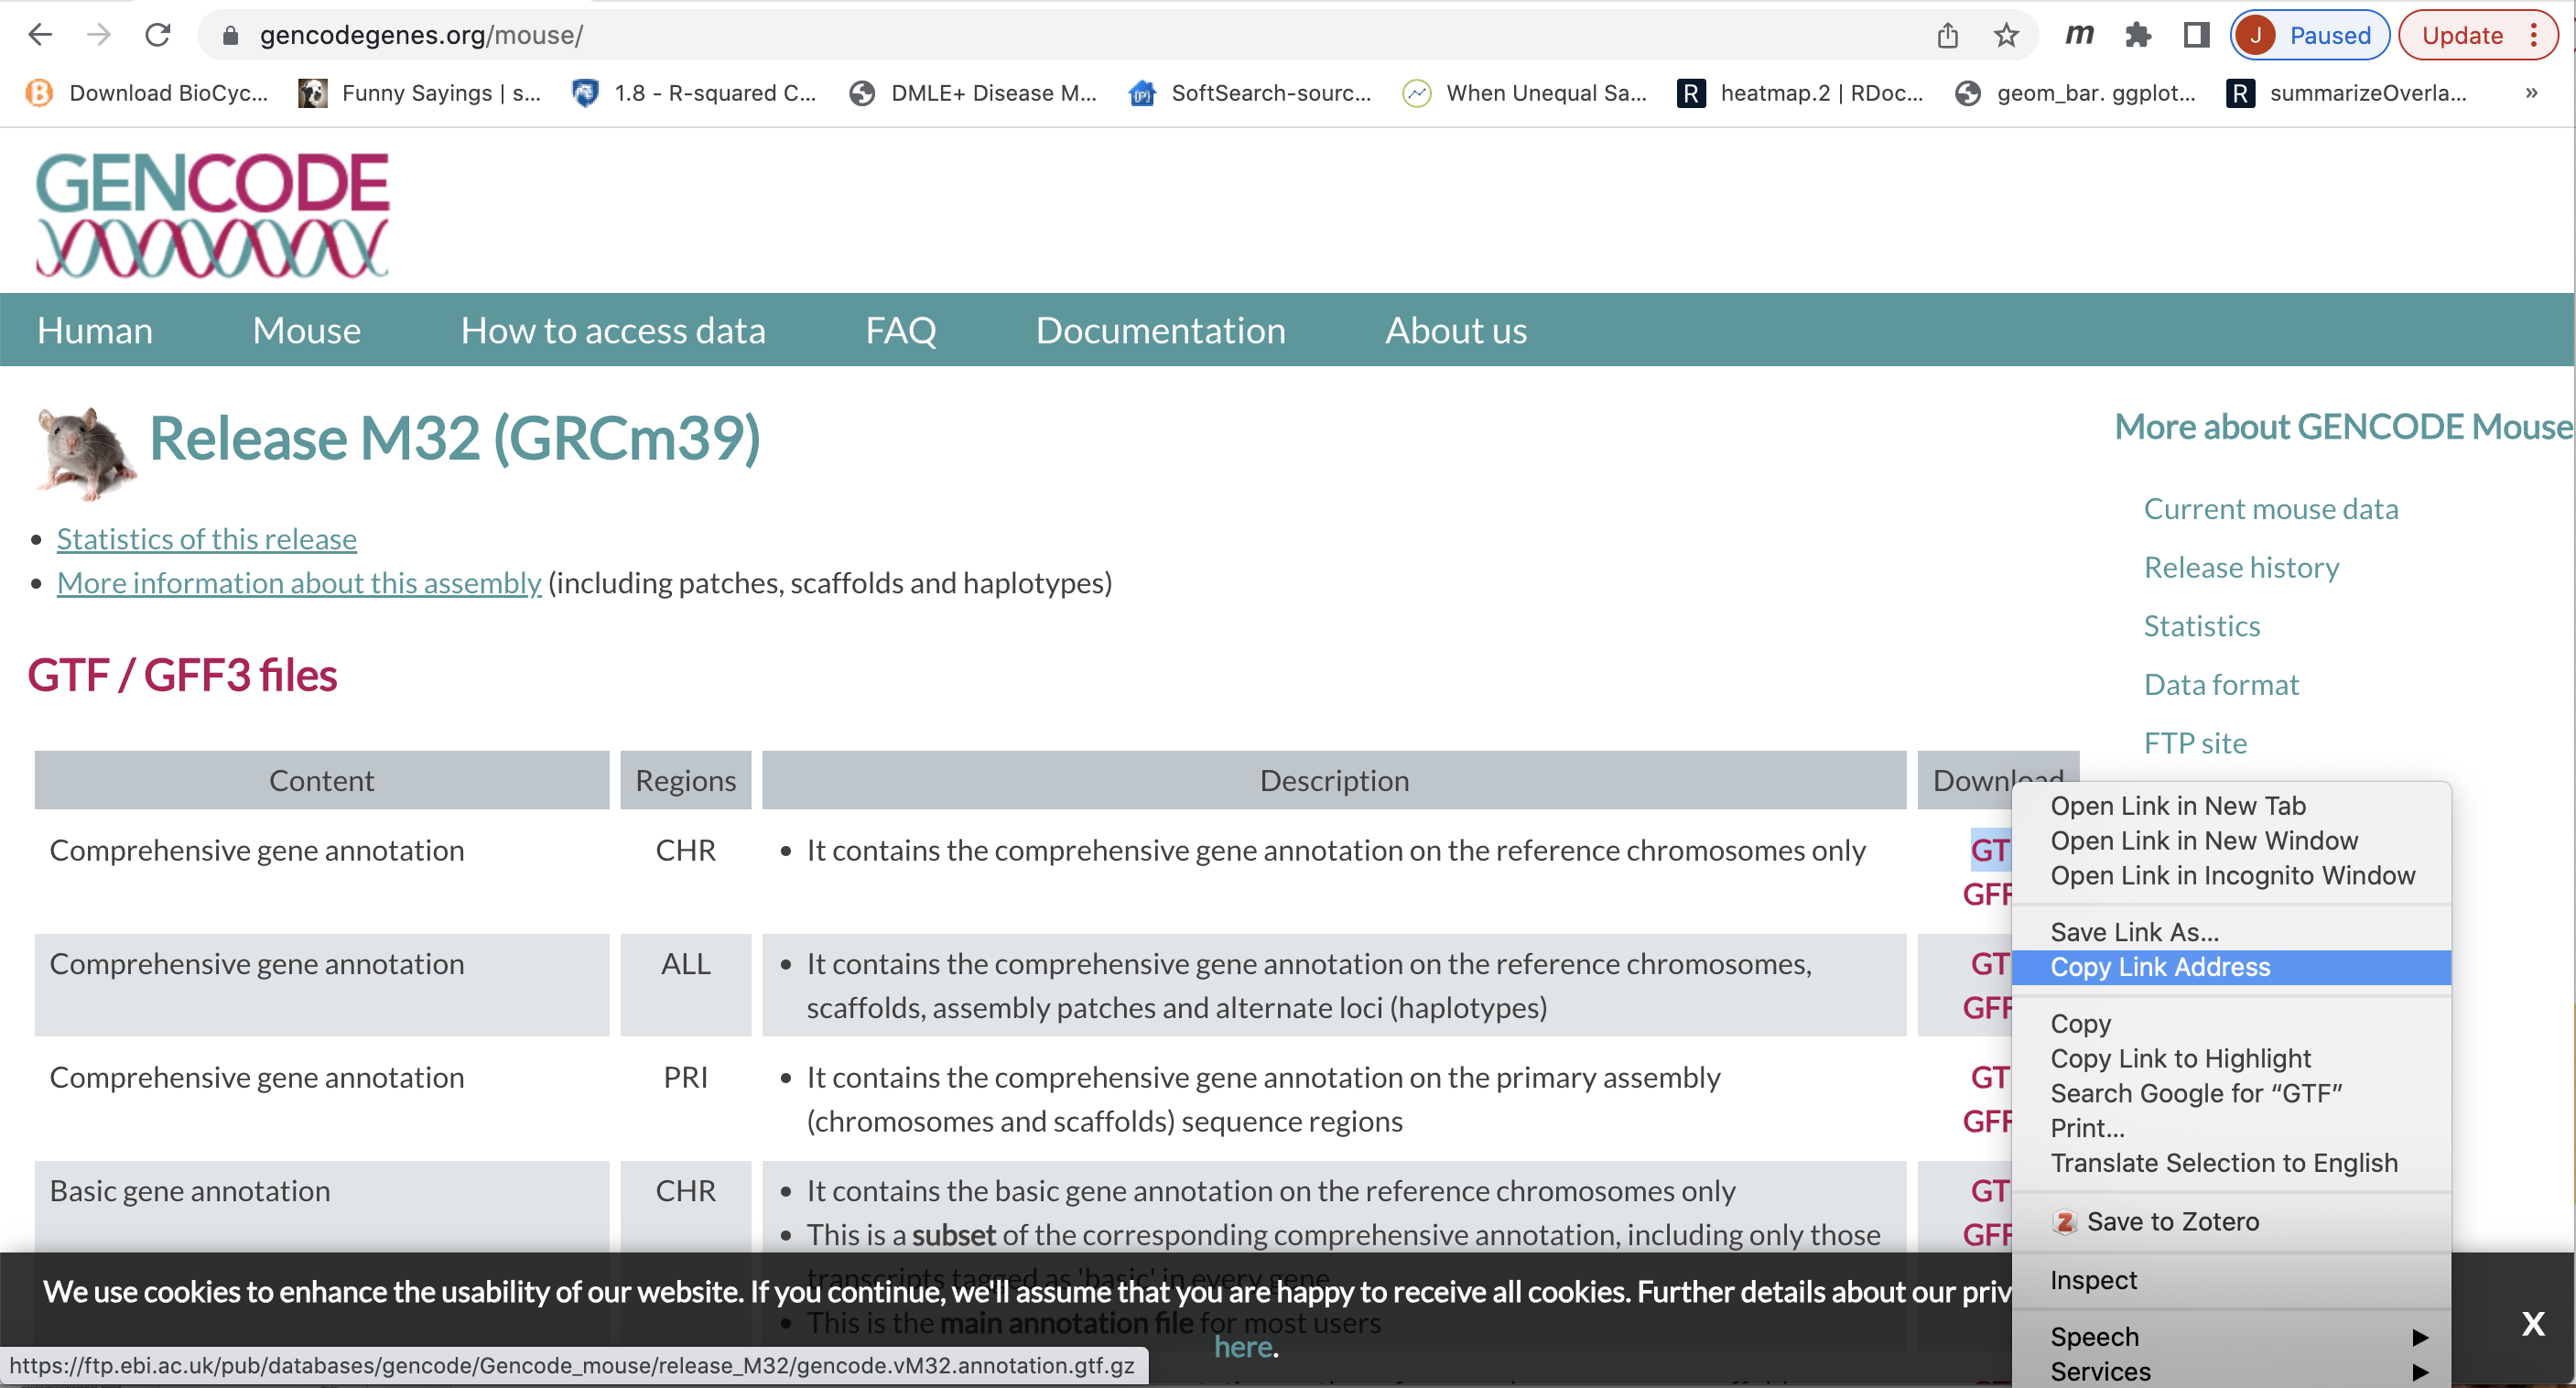 gencodegenes.org/mouse/
m
J Paused
Update
Download BioCyc...
Funny Sayings | s...
1.8 - R-squared C...
DMLE+ Disease M...
SoftSearch-sourc...
When Unequal Sa...
R heatmap.2 | RDoc...
geom_bar. ggplot...
R summarizeOverla...
»
GENCODE
Human Mouse How to access data FAQ Documentation About us
Release M32 (GRCm39)
• Statistics of this release
• More information about this assembly (including patches, scaffolds and haplotypes)
GTF / GFF3 files
Content Regions Description Download
Comprehensive gene annotation CHR • It contains the comprehensive gene annotation on the reference chromosomes only GT
GFF
Comprehensive gene annotation ALL • It contains the comprehensive gene annotation on the reference chromosomes, GT
scaffolds, assembly patches and alternate loci (haplotypes) GFF
Comprehensive gene annotation PRI • It contains the comprehensive gene annotation on the primary assembly GT
(chromosomes and scaffolds) sequence regions GFF
Basic gene annotation CHR • It contains the basic gene annotation on the reference chromosomes only GT
• This is a subset of the corresponding comprehensive annotation, including only those GFF
transcripts tagged as 'basic' in every gene
• This is the main annotation file for most users
We use cookies to enhance the usability of our website. If you continue, we'll assume that you are happy to receive all cookies. Further details about our priv
here.
X
https://ftp.ebi.ac.uk/pub/databases/gencode/Gencode_mouse/release_M32/gencode.vM32.annotation.gtf.gz
More about GENCODE Mouse
Current mouse data
Release history
Statistics
Data format
FTP site
Open Link in New Tab
Open Link in New Window
Open Link in Incognito Window
Save Link As...
Copy Link Address
Copy
Copy Link to Highlight
Search Google for “GTF”
Print...
Translate Selection to English
Z Save to Zotero
Inspect
Speech
Services